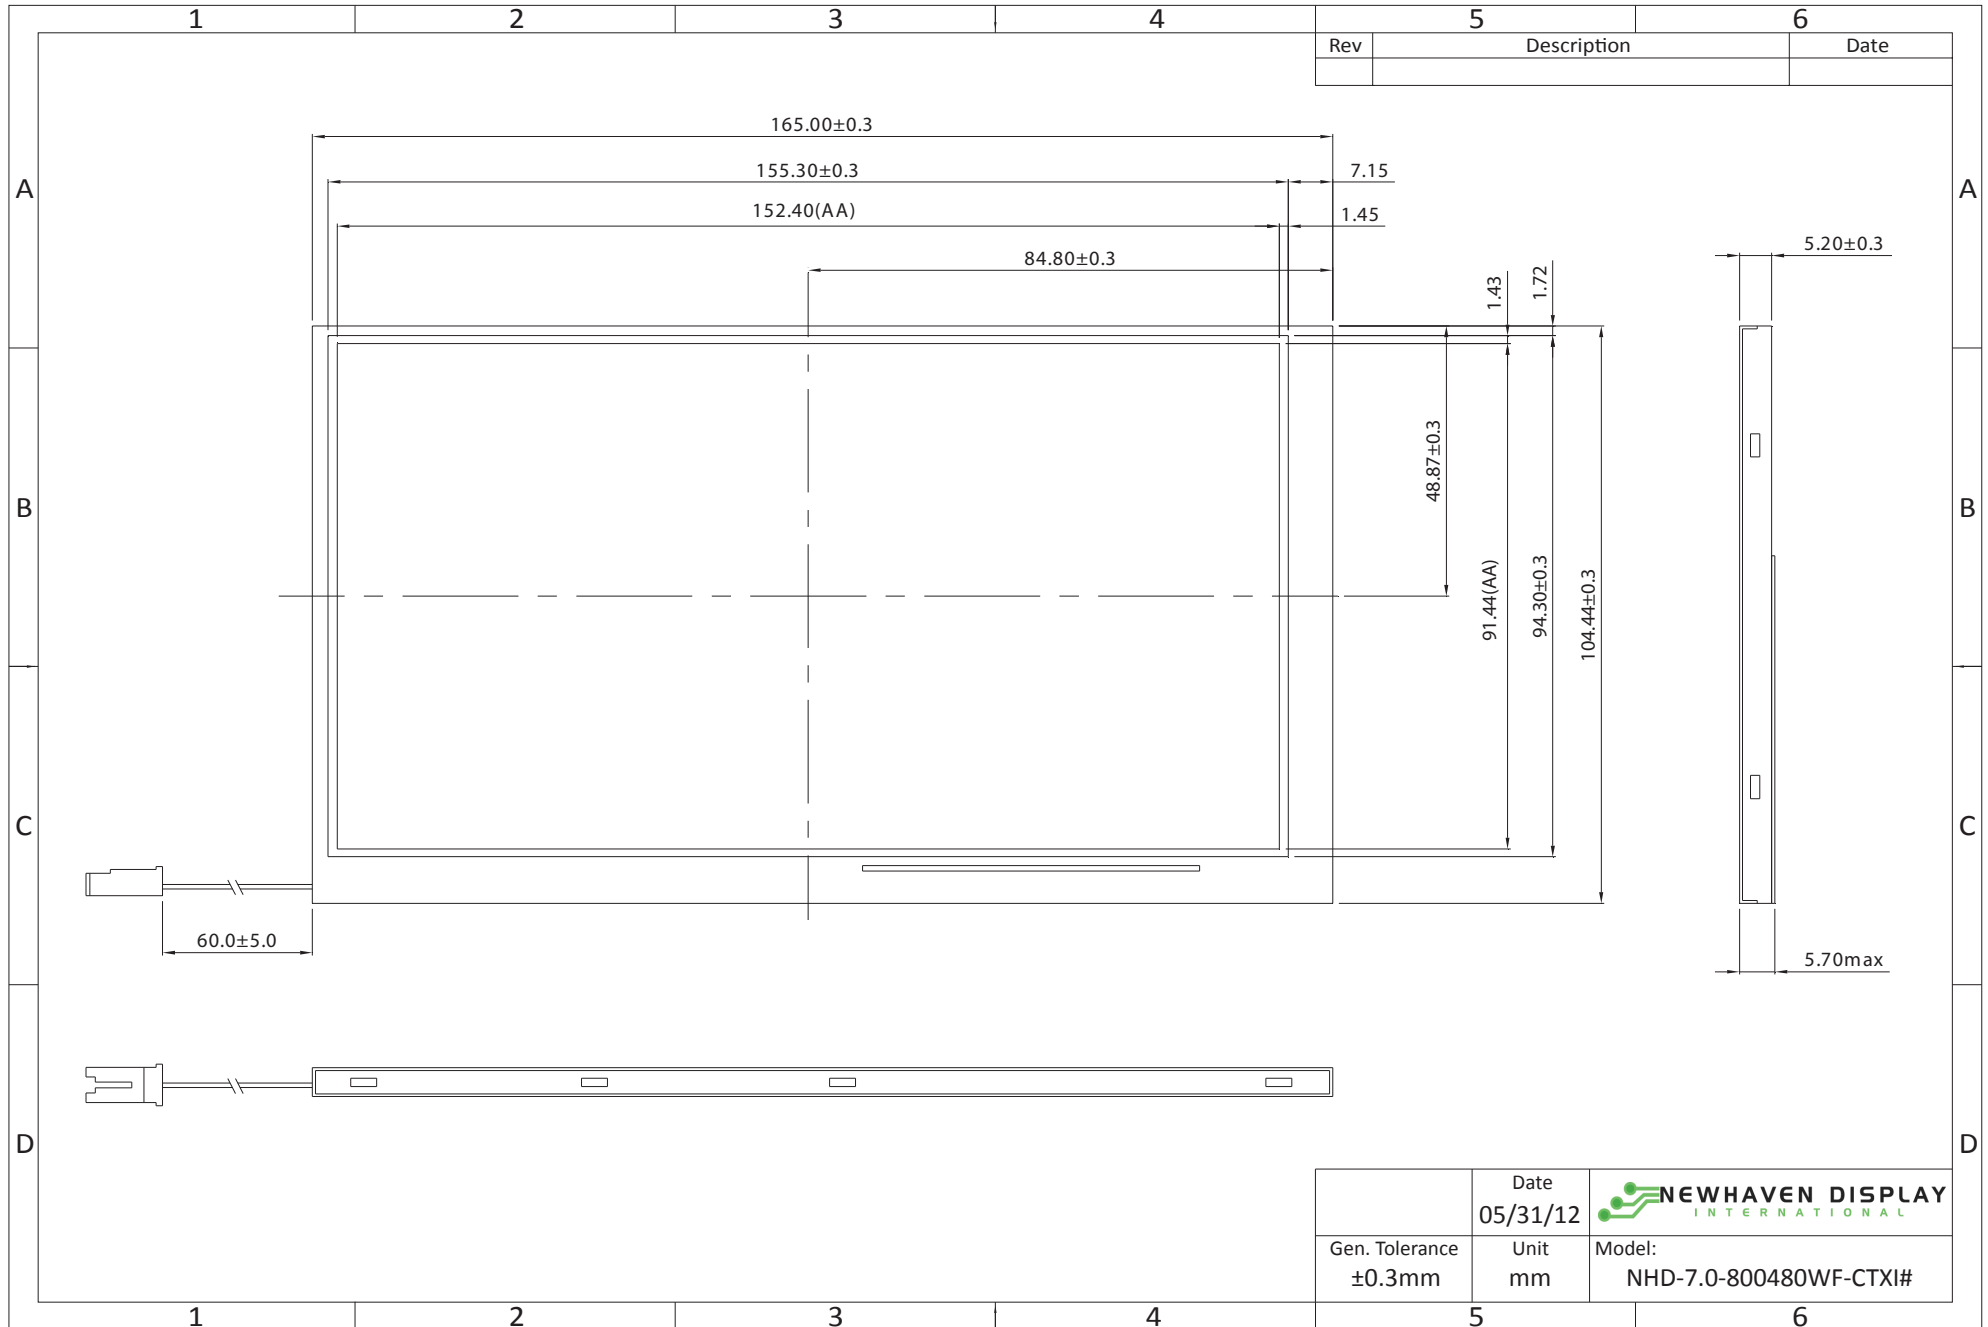 1 2 3 4 5 6
Rev Description Date
165.00±0.3
155.30±0.3 7.15
A A
152.40(AA) 1.45
5.20±0.3
84.80±0.3
1.43 1.72
48.87±0.3
B B
91.44(AA) 94.30±0.3 104.44±0.3
C C
60.0±5.0
5.70max
D D
Date
05/31/12
NEWHAVEN DISPLAY
INTERNATIONAL
Gen. Tolerance Unit Model:
±0.3mm mm NHD-7.0-800480WF-CTXI#
1 2 3 4 5 6